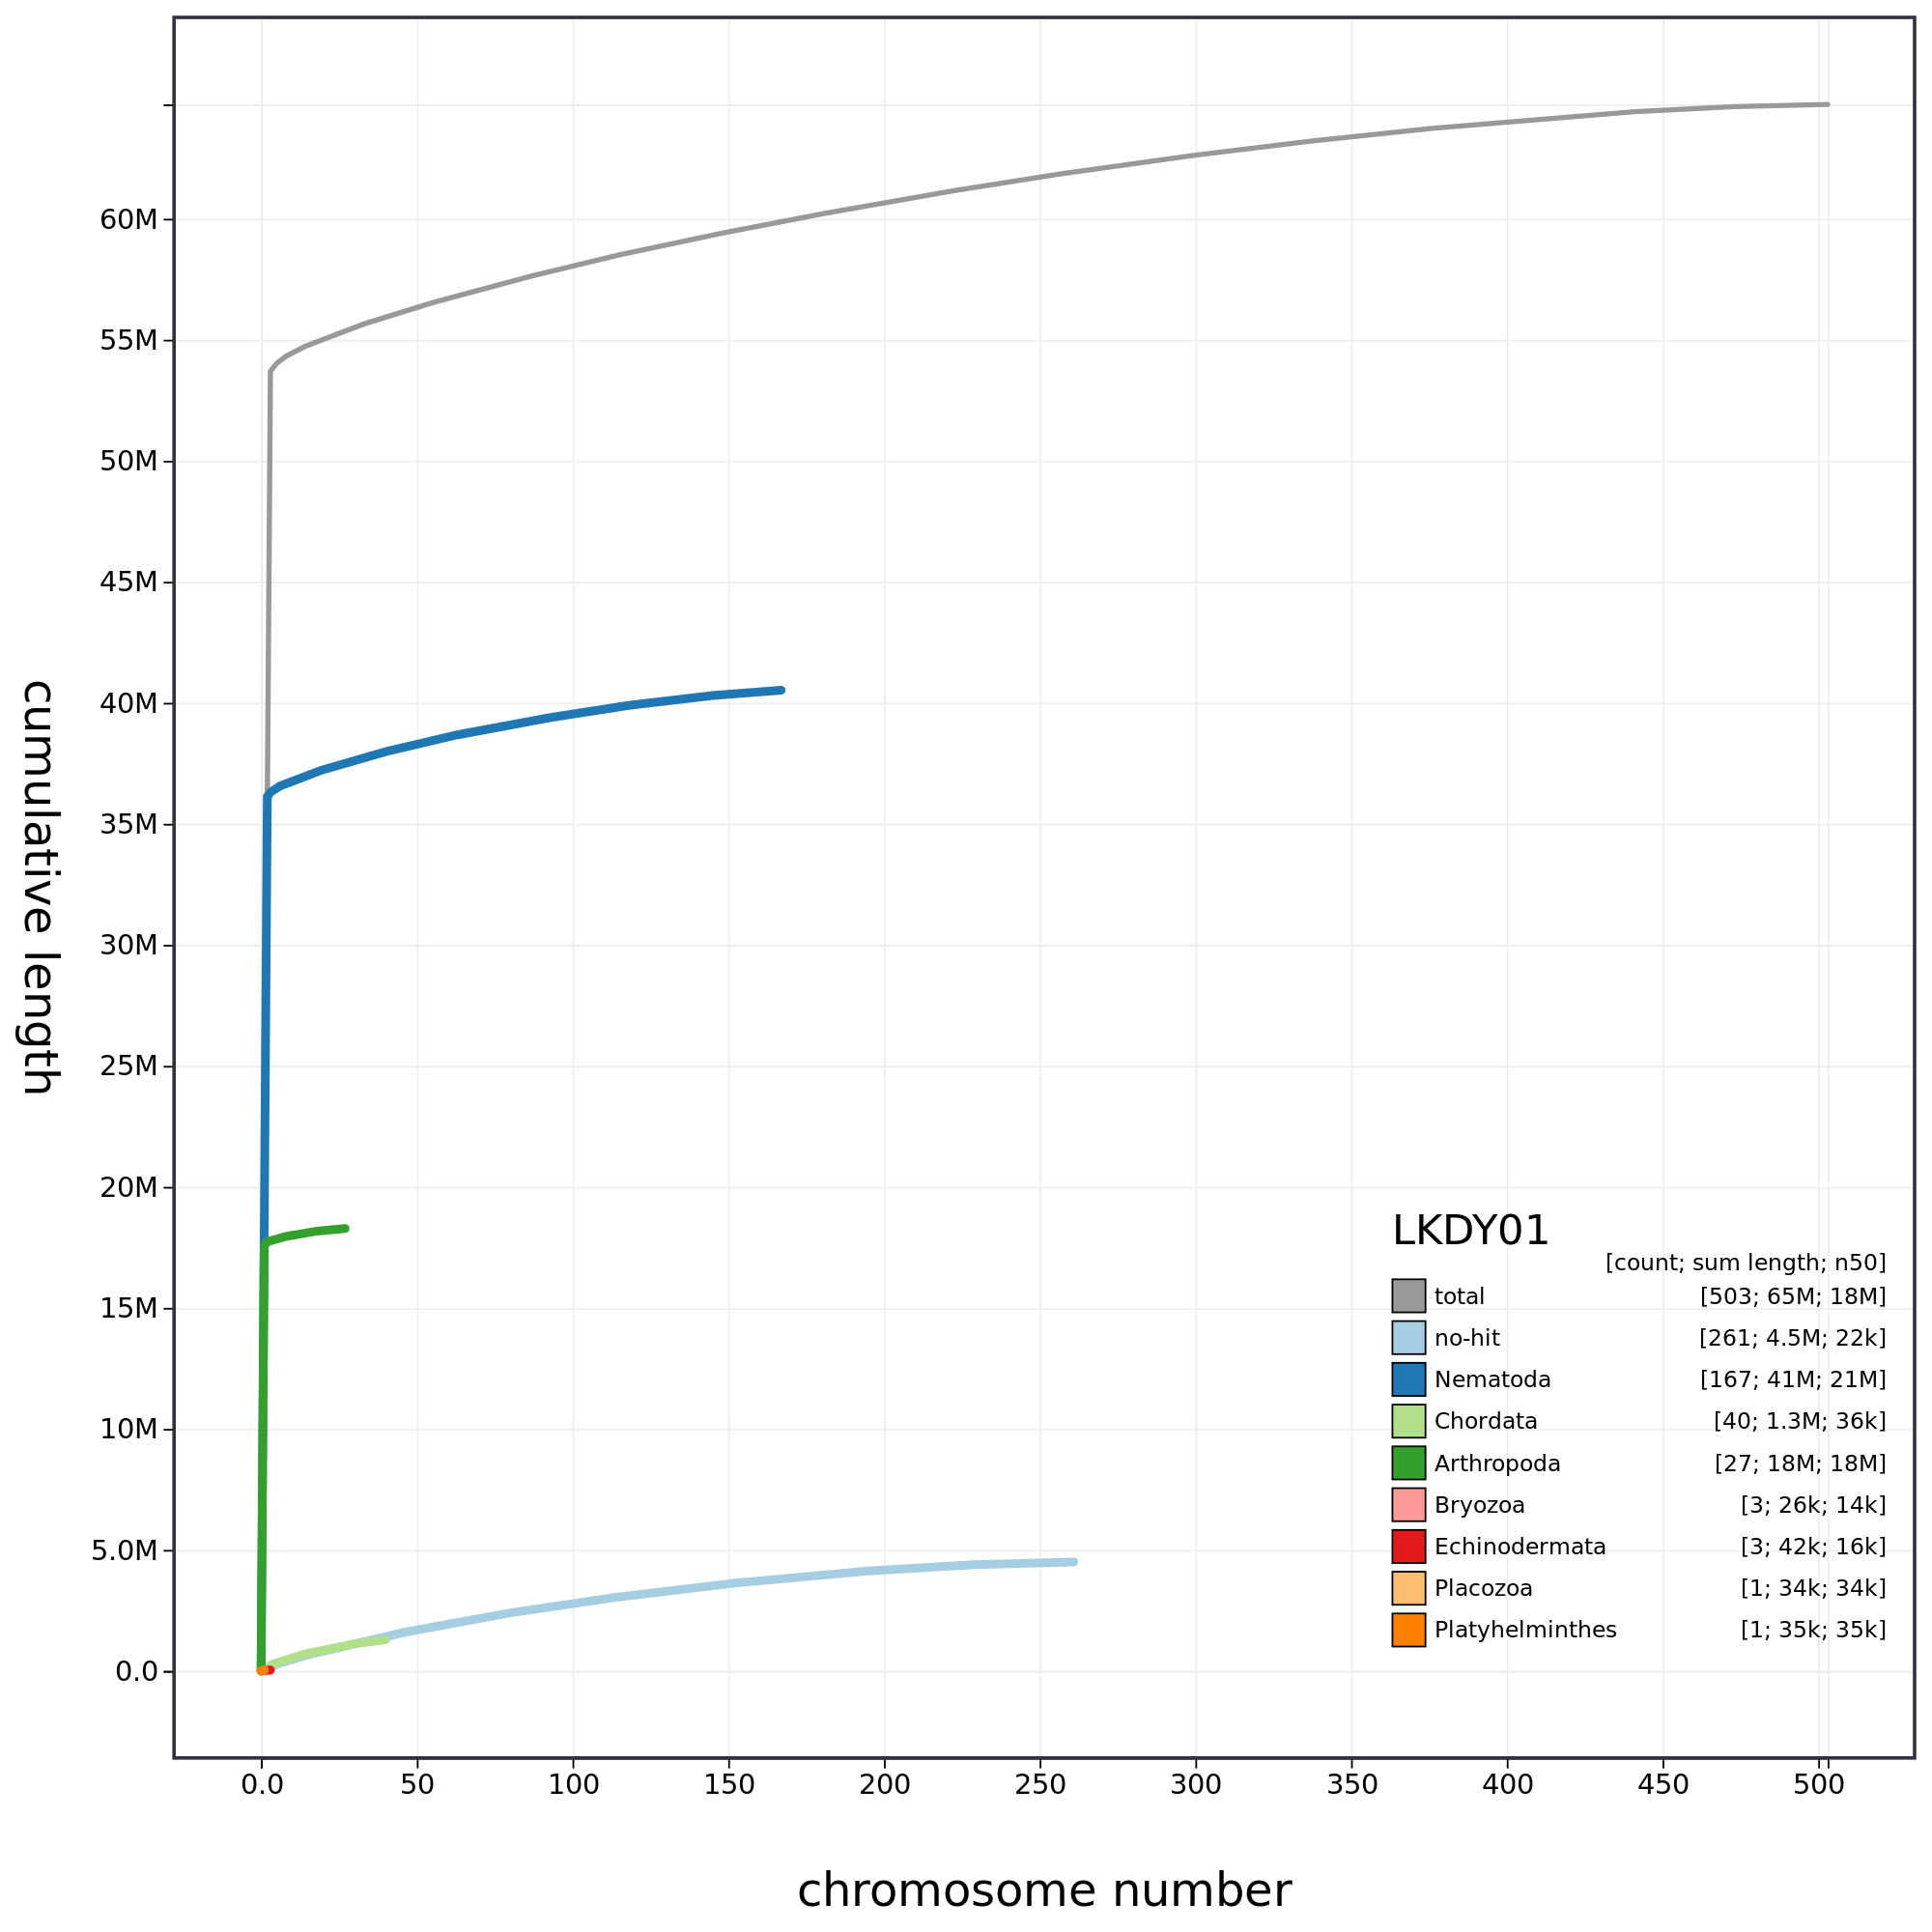 cumulative length
60M
55M
50M
45M
40M
35M
30M
25M
20M
15M
10M
5.0M
0.0
LKDY01
[count; sum length; n50]
total [503; 65M; 18M]
no-hit [261; 4.5M; 22k]
Nematoda [167; 41M; 21M]
Chordata [40; 1.3M; 36k]
Arthropoda [27; 18M; 18M]
Bryozoa [3; 26k; 14k]
Echinodermata [3; 42k; 16k]
Placozoa [1; 34k; 34k]
Platyhelminthes [1; 35k; 35k]
0.0 50 100 150 200 250 300 350 400 450 500
chromosome number